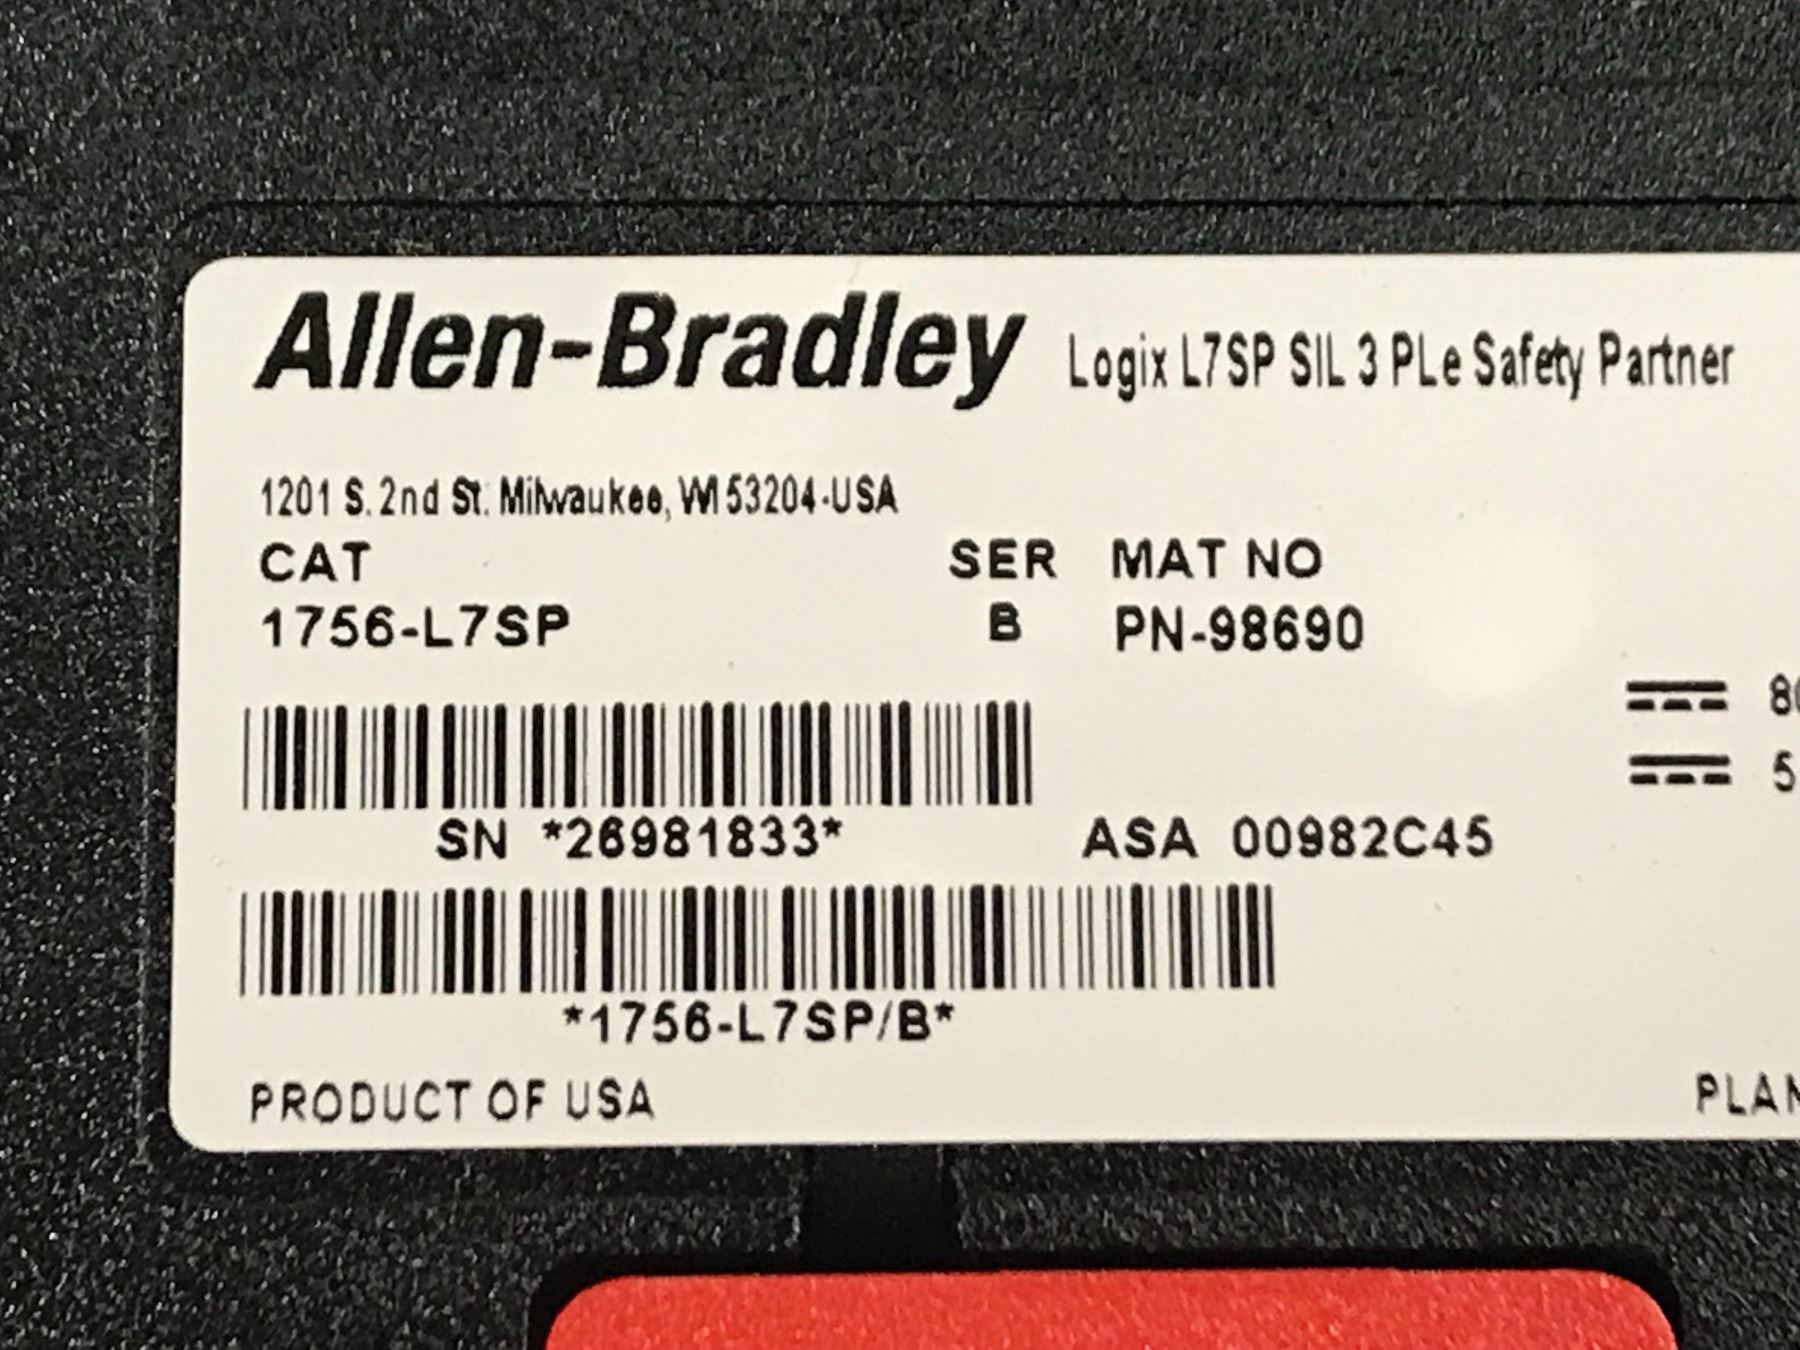 Allen-Bradley Logix L7SP SIL 3 PLe Safety Partner
1201 S. 2nd St. Milwaukee, WI 53204-USA
CAT SER MAT NO
1756-L7SP B PN-98690
SN *26981833* ASA 00982C45
*1756-L7SP/B*
PRODUCT OF USA